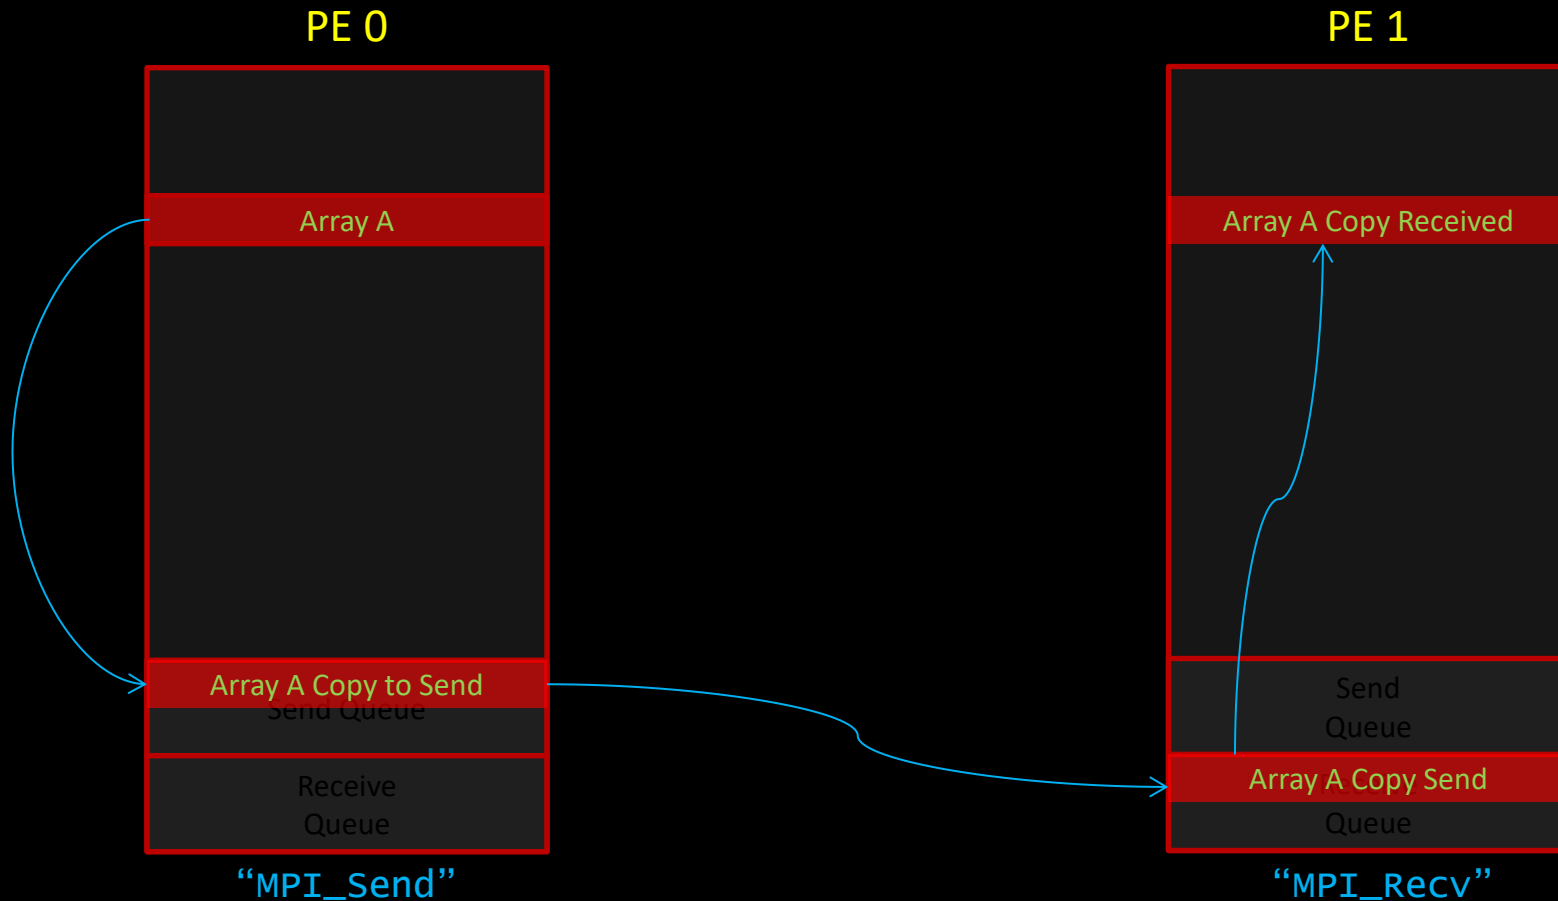 PE 0
PE 1
Array A
Array A Copy Received
Array A Copy to Send
Send Queue
Send
Queue
Receive
Queue
Array A Copy Send
Queue
“MPI_Send”
“MPI_Recv”